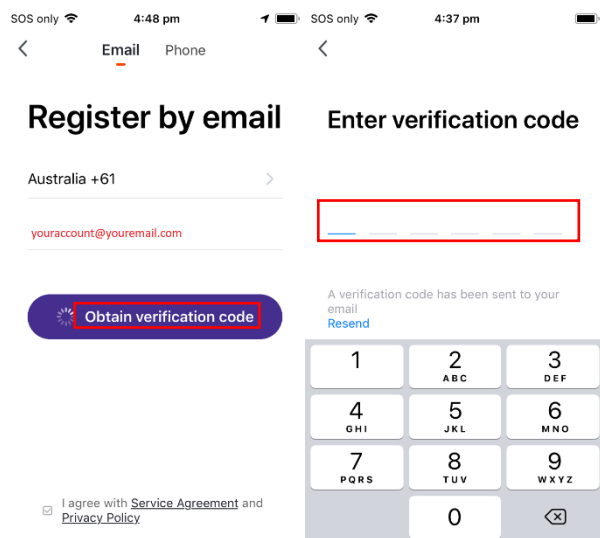 SOS only 4:48 pm
Email Phone
Register by email
Australia +61
youraccount@youremail.com
Obtain verification code
I agree with Service Agreement and
Privacy Policy
SOS only 4:37 pm
Enter verification code
A verification code has been sent to your
email
Resend
1 2 3
ABC DEF
4 5 6
GHI JKL MNO
7 8 9
PQRS TUV WXYZ
0